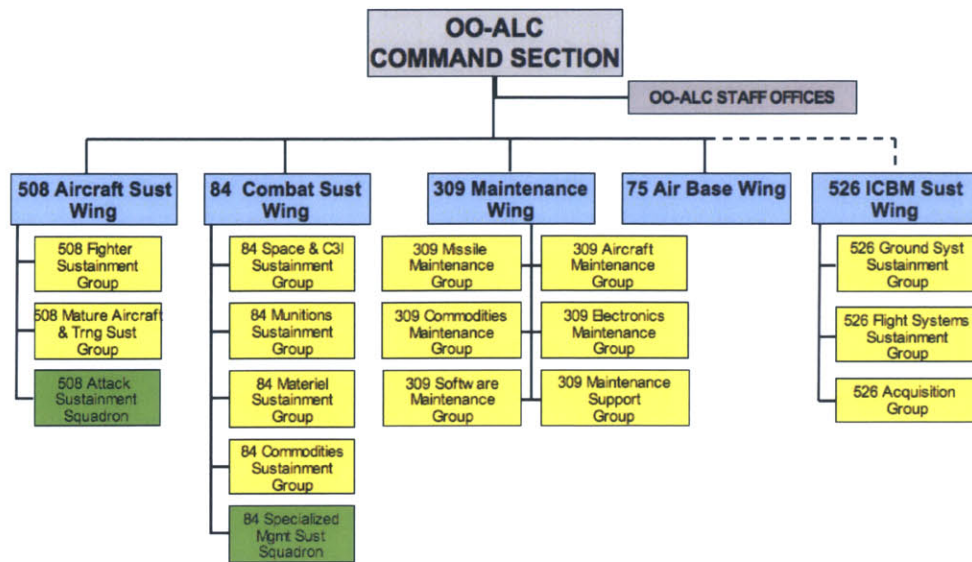 OO-ALC
COMMAND SECTION
OO-ALC STAFF OFFICES
508 Aircraft Sust
Wing
84 Combat Sust
Wing
309 Maintenance
Wing
75 Air Base Wing
526 ICBM Sust
Wing
508 Fighter
Sustainment
Group
508 Mature Aircraft
& Trng Sust
Group
508 Attack
Sustainment
Squadron
84 Space & C3I
Sustainment
Group
84 Munitions
Sustainment
Group
84 Materiel
Sustainment
Group
84 Commodities
Sustainment
Group
84 Specialized
Mgmt Sust
Squadron
309 Missile
Maintenance
Group
309 Commodities
Maintenance
Group
309 Software
Maintenance
Group
309 Aircraft
Maintenance
Group
309 Electronics
Maintenance
Group
309 Maintenance
Support
Group
526 Ground Syst
Sustainment
Group
526 Flight Systems
Sustainment
Group
526 Acquisition
Group